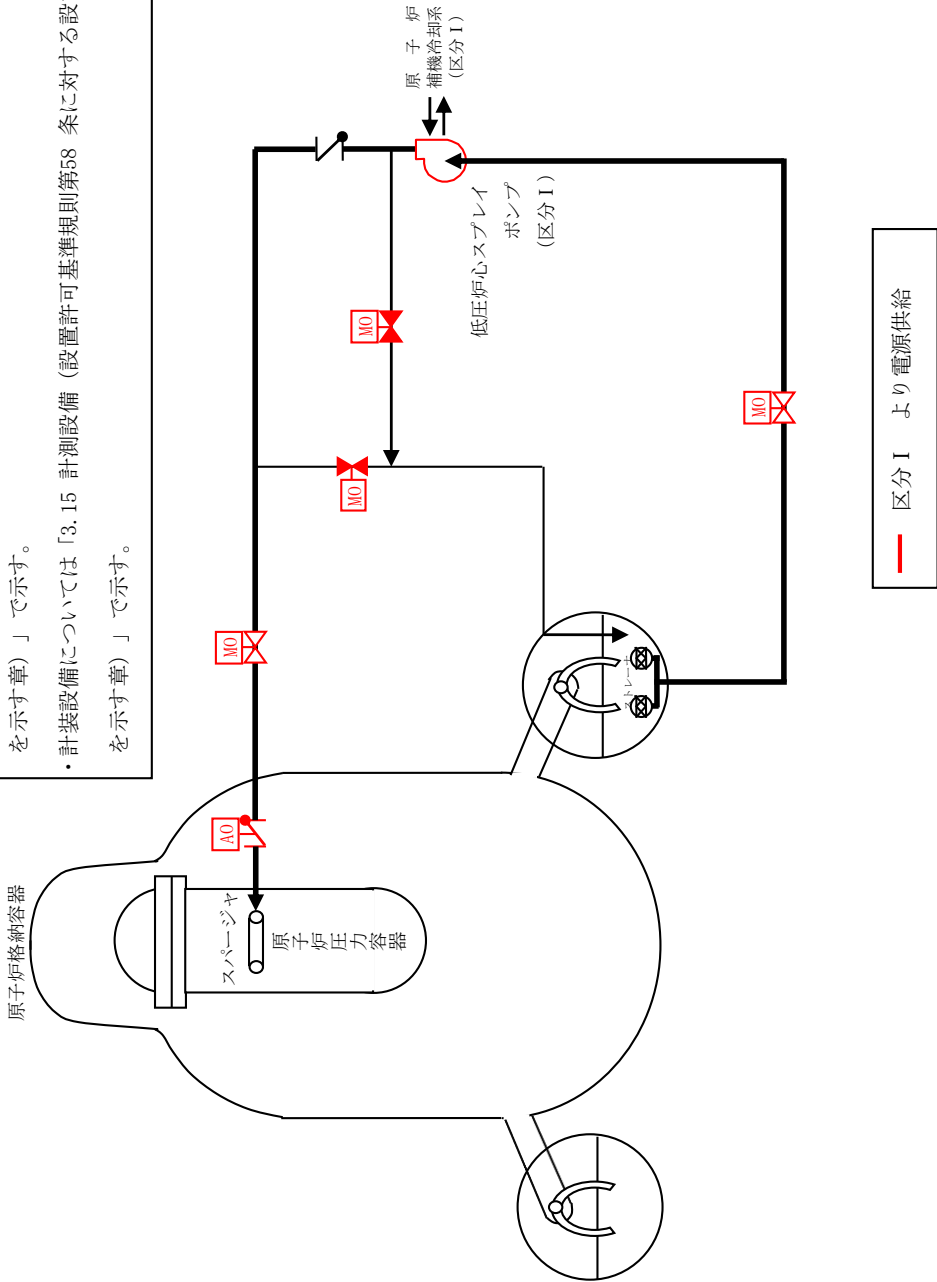 を示す章）」で示す。
・計装設備については「3.15 計測設備（設置許可基準規則第58 条に対する設
を示す章）」で示す。
原子炉格納容器
原 子 炉
補機冷却系
（区分Ⅰ）
MO
MO
MO
AO
スパージャ
原子炉圧力容器
低圧炉心スプレイ
ポンプ
（区分Ⅰ）
ストレーナ
MO
区分Ⅰ より電源供給